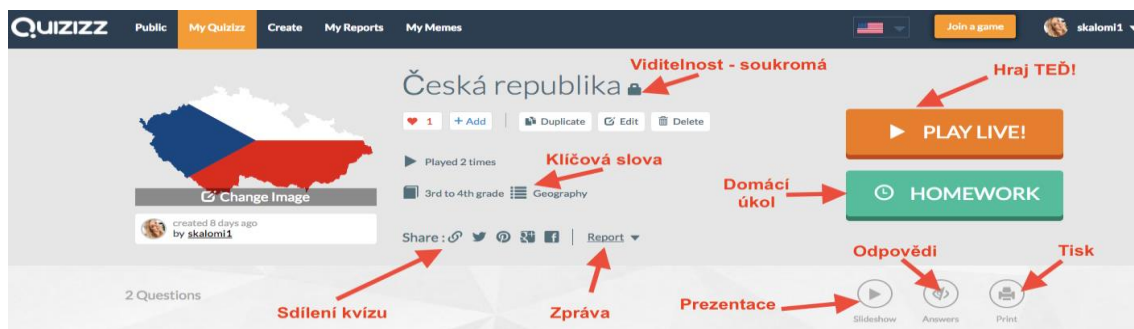 QUIZIZZ Public My Quizizz Create My Reports My Memes Join a game skalomi1
Viditelnost - soukromá
Hraj TEĎ!
Česká republika
1 + Add Duplicate Edit Delete
PLAY LIVE!
Played 2 times
Klíčová slova
3rd to 4th grade Geography
Domácí
úkol
HOMEWORK
Change Image
created 8 days ago
by skalomi1
Share : Report
Odpovědi
Tisk
2 Questions
Sdílení kvízu
Zpráva
Prezentace
Slideshow Answers Print